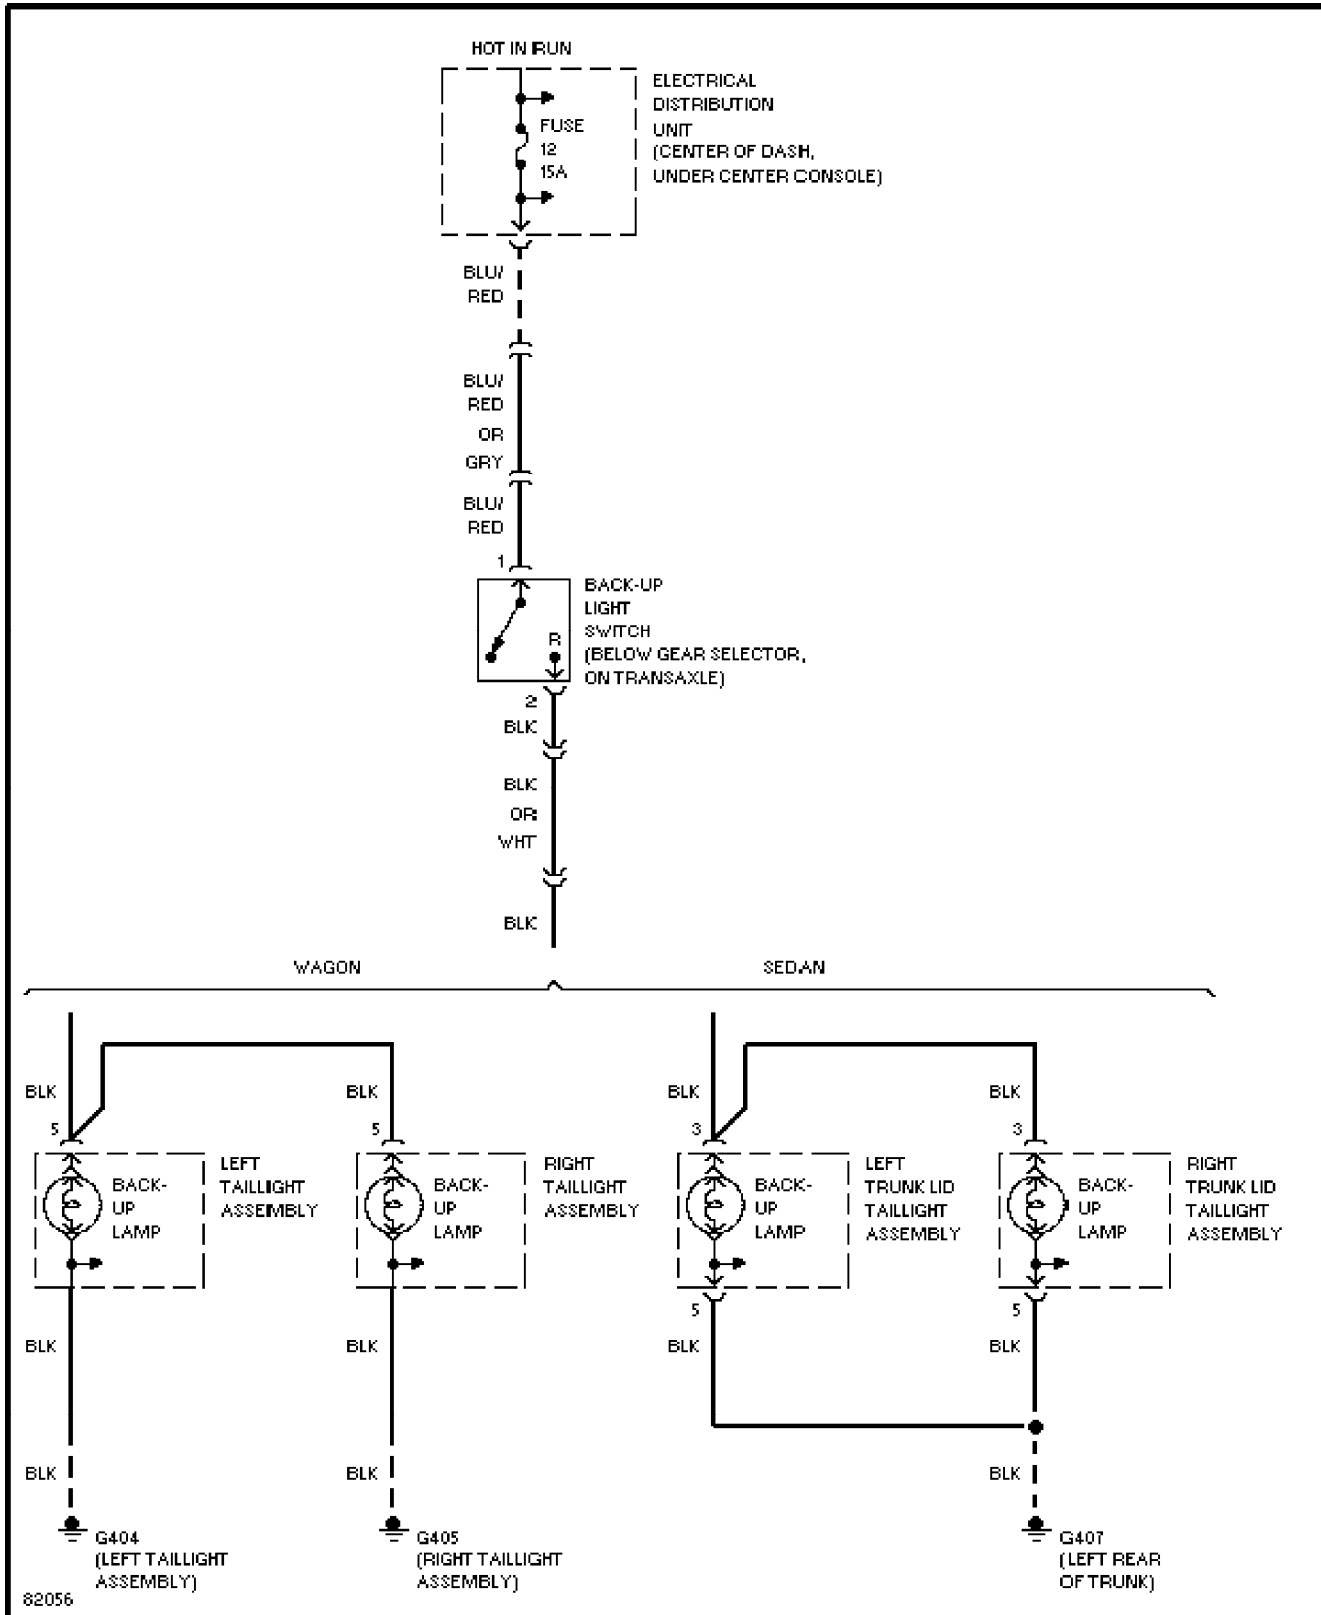 HOT IN RUN
ELECTRICAL
DISTRIBUTION
UNIT
(CENTER OF DASH,
UNDER CENTER CONSOLE)
FUSE
12
15A
BLU/
RED
BLU/
RED
OR
GRY
BLU/
RED
1
BACK-UP
LIGHT
SWITCH
(BELOW GEAR SELECTOR,
ON TRANSAXLE)
R
2
BLK
BLK
OR
WHT
BLK
WAGON
SEDAN
BLK
BLK
BLK
BLK
5
5
3
3
BACK-
UP
LAMP
LEFT
TAILLIGHT
ASSEMBLY
BACK-
UP
LAMP
RIGHT
TAILLIGHT
ASSEMBLY
BACK-
UP
LAMP
LEFT
TRUNK LID
TAILLIGHT
ASSEMBLY
BACK-
UP
LAMP
RIGHT
TRUNK LID
TAILLIGHT
ASSEMBLY
5
5
BLK
BLK
BLK
BLK
BLK
BLK
BLK
G404
(LEFT TAILLIGHT
ASSEMBLY)
G405
(RIGHT TAILLIGHT
ASSEMBLY)
G407
(LEFT REAR
OF TRUNK)
82056